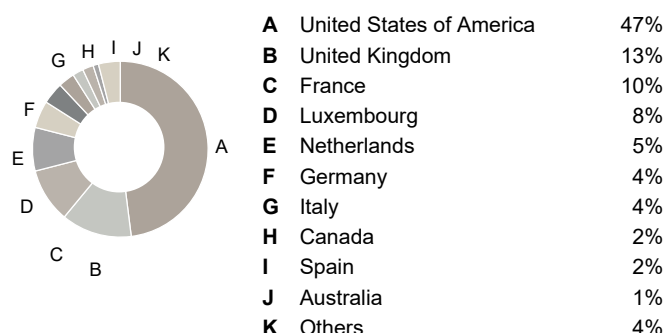 A United States of America 47%
B United Kingdom 13%
C France 10%
D Luxembourg 8%
E Netherlands 5%
F Germany 4%
G Italy 4%
H Canada 2%
I Spain 2%
J Australia 1%
K Others 4%
G H I J K
F
A
E
D
C
B